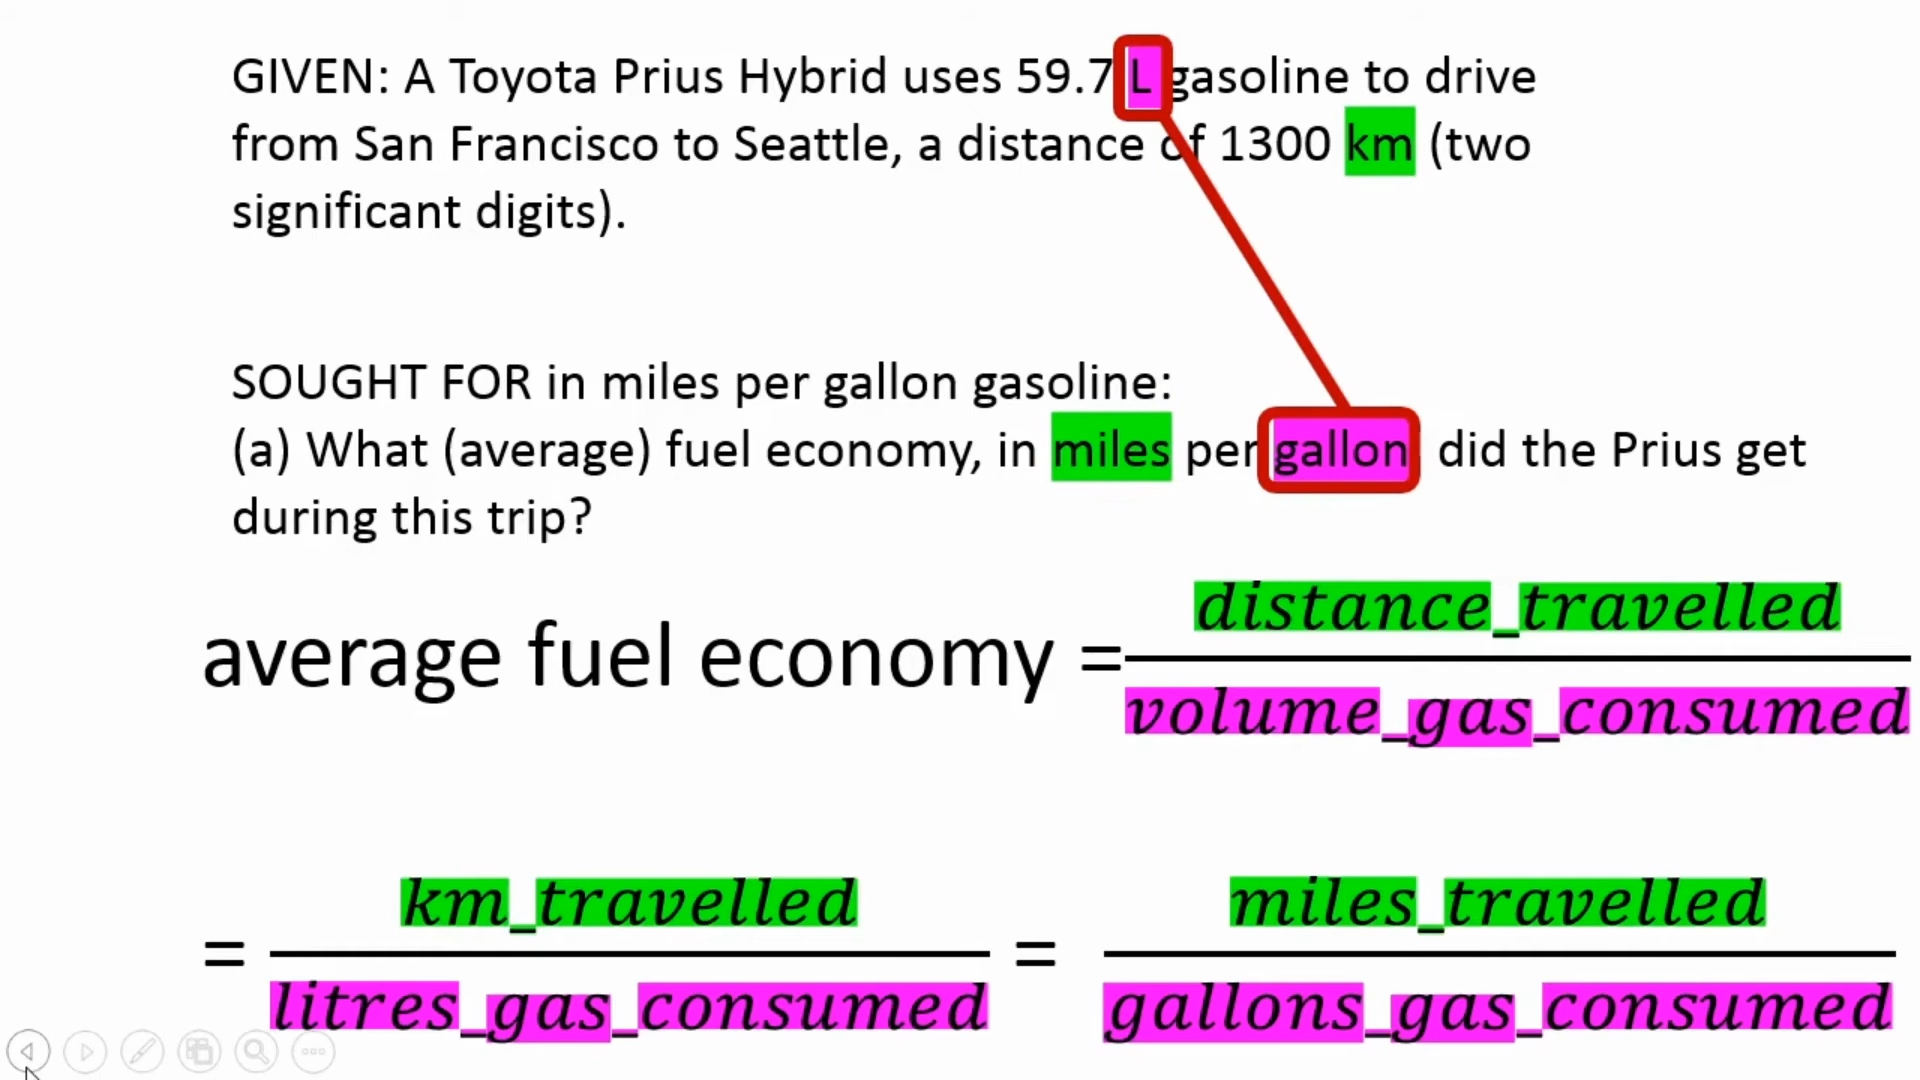 GIVEN: A Toyota Prius Hybrid uses 59.7 L gasoline to drive
from San Francisco to Seattle, a distance of 1300 km (two
significant digits).
SOUGHT FOR in miles per gallon gasoline:
(a) What (average) fuel economy, in miles per gallon did the Prius get
during this trip?
distance_travelled
average fuel economy =
volume_gas_consumed
km_travelled
= =
litres_gas_consumed
miles_travelled
gallons_gas_consumed